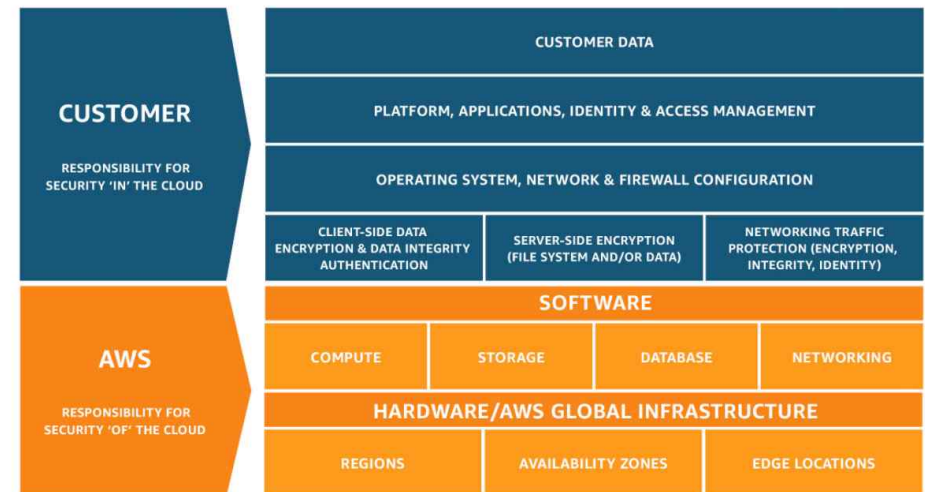 CUSTOMER
RESPONSIBILITY FOR
SECURITY ‘IN’ THE CLOUD
CUSTOMER DATA
PLATFORM, APPLICATIONS, IDENTITY & ACCESS MANAGEMENT
OPERATING SYSTEM, NETWORK & FIREWALL CONFIGURATION
CLIENT-SIDE DATA
ENCRYPTION & DATA INTEGRITY
AUTHENTICATION
SERVER-SIDE ENCRYPTION
(FILE SYSTEM AND/OR DATA)
NETWORKING TRAFFIC
PROTECTION (ENCRYPTION,
INTEGRITY, IDENTITY)
AWS
RESPONSIBILITY FOR
SECURITY ‘OF’ THE CLOUD
SOFTWARE
COMPUTE
STORAGE
DATABASE
NETWORKING
HARDWARE/AWS GLOBAL INFRASTRUCTURE
REGIONS
AVAILABILITY ZONES
EDGE LOCATIONS